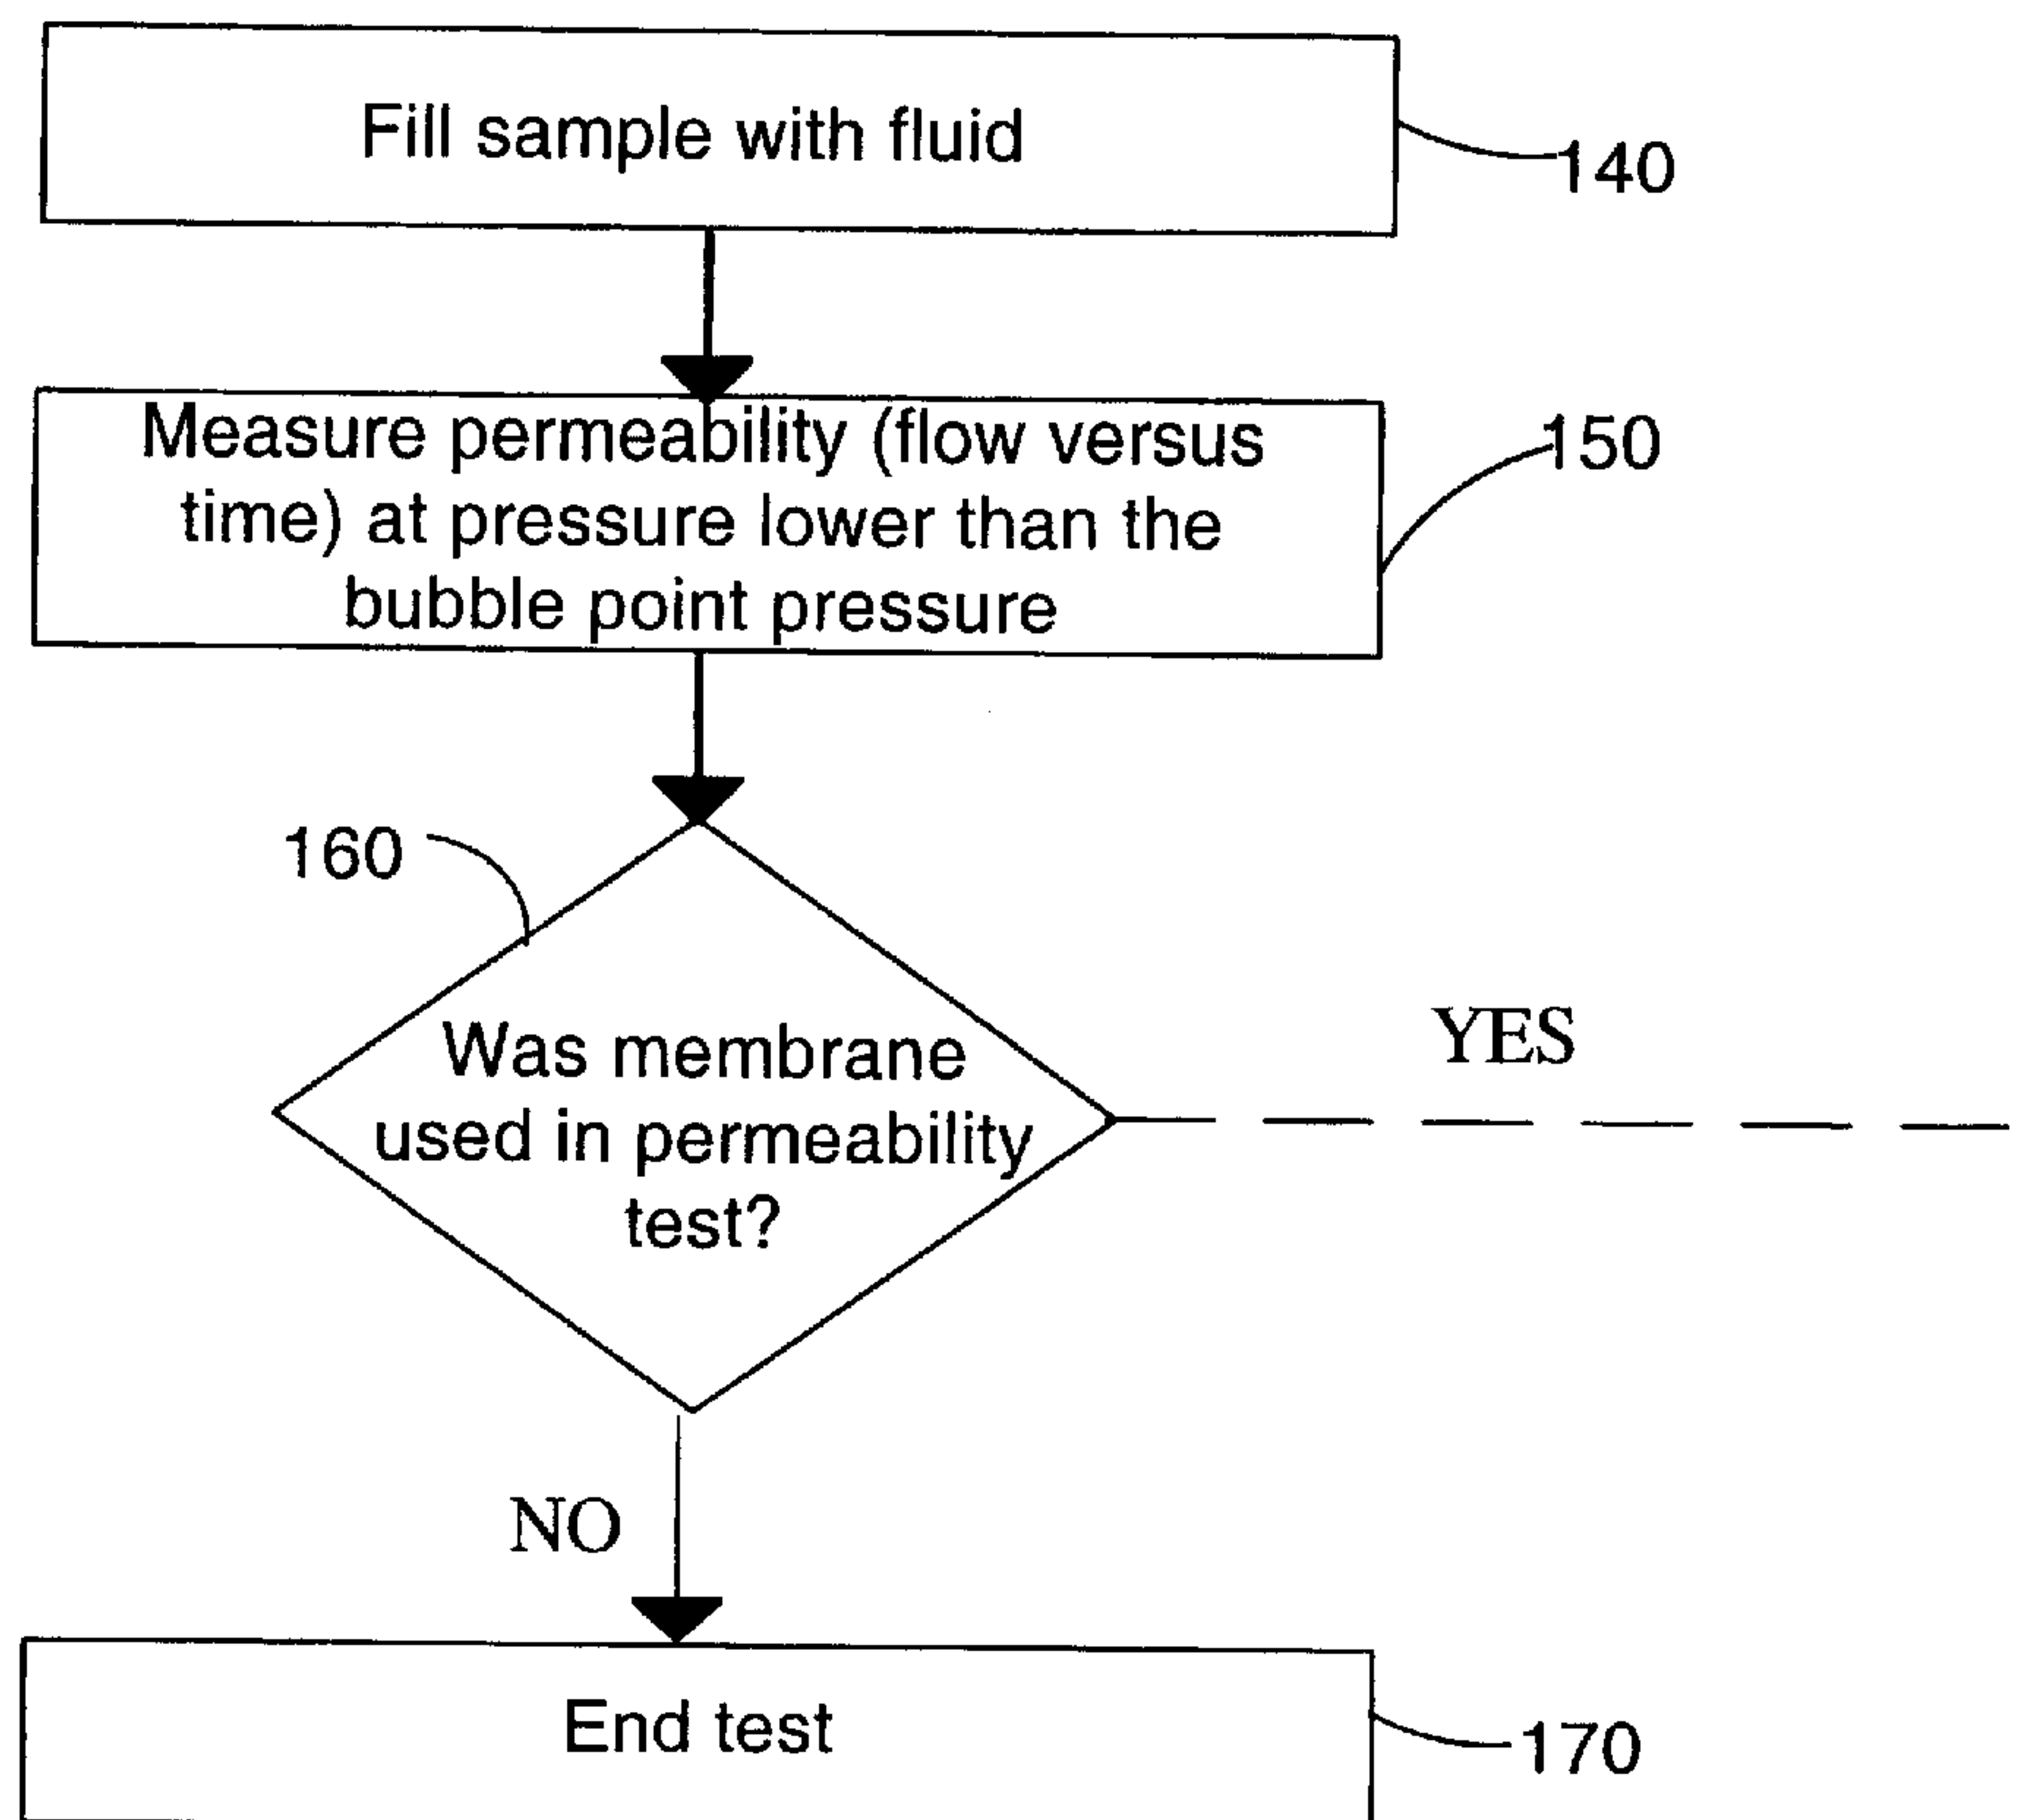 Fill sample with fluid
140
Measure permeability (flow versus
time) at pressure lower than the
bubble point pressure
150
160
Was membrane
used in permeability
test?
YES
NO
End test
170